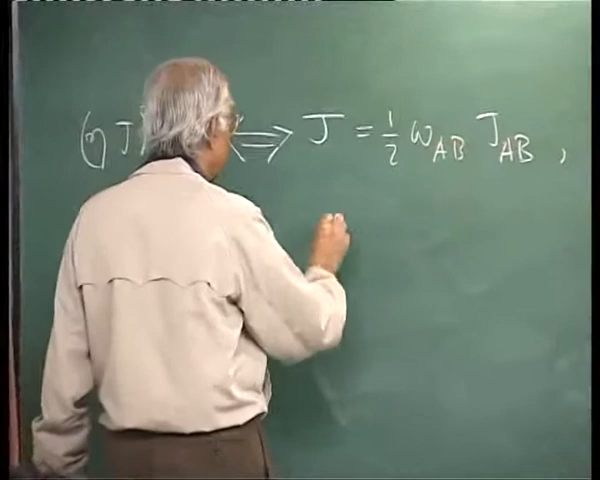 (η J ⟺ J = ½ ω_AB J_AB ,